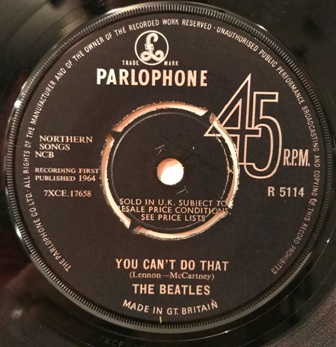 THE PARLOPHONE CO LTD. ALL RIGHTS OF THE MANUFACTURER AND OF THE OWNER OF THE RECORDED WORK RESERVED · UNAUTHORISED PUBLIC PERFORMANCE BROADCASTING AND COPYING OF THIS RECORD PROHIBITED
£
TRADE MARK
PARLOPHONE
45
R.P.M.
NORTHERN
SONGS
NCB
RECORDING FIRST
PUBLISHED 1964
7XCE.17658
R 5114
SOLD IN U.K. SUBJECT TO
RESALE PRICE CONDITIONS,
SEE PRICE LISTS
YOU CAN'T DO THAT
(Lennon—McCartney)
THE BEATLES
MADE IN GT. BRITAIN